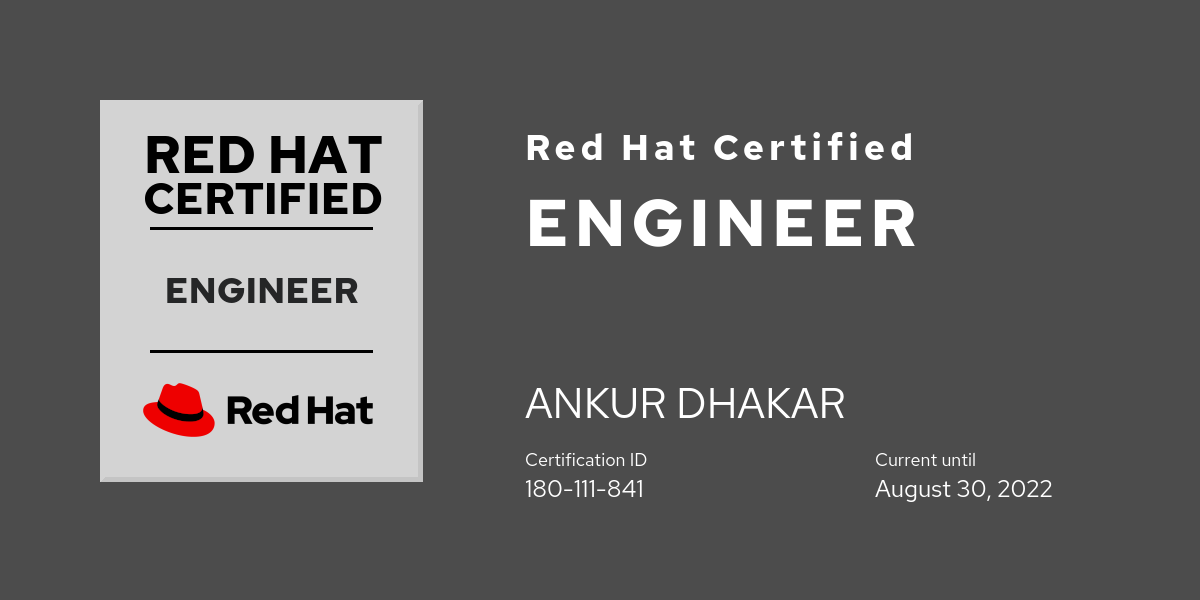 RED HAT
CERTIFIED
ENGINEER
Red Hat
Red Hat Certified
ENGINEER
ANKUR DHAKAR
Certification ID
180-111-841
Current until
August 30, 2022